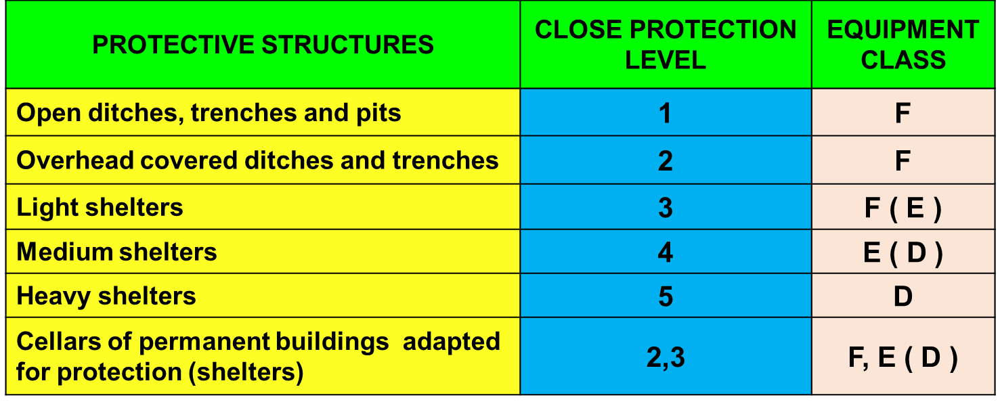 PROTECTIVE STRUCTURES
CLOSE PROTECTION
LEVEL
EQUIPMENT
CLASS
Open ditches, trenches and pits
1
F
Overhead covered ditches and trenches
2
F
Light shelters
3
F ( E )
Medium shelters
4
E ( D )
Heavy shelters
5
D
Cellars of permanent buildings adapted
for protection (shelters)
2,3
F, E ( D )